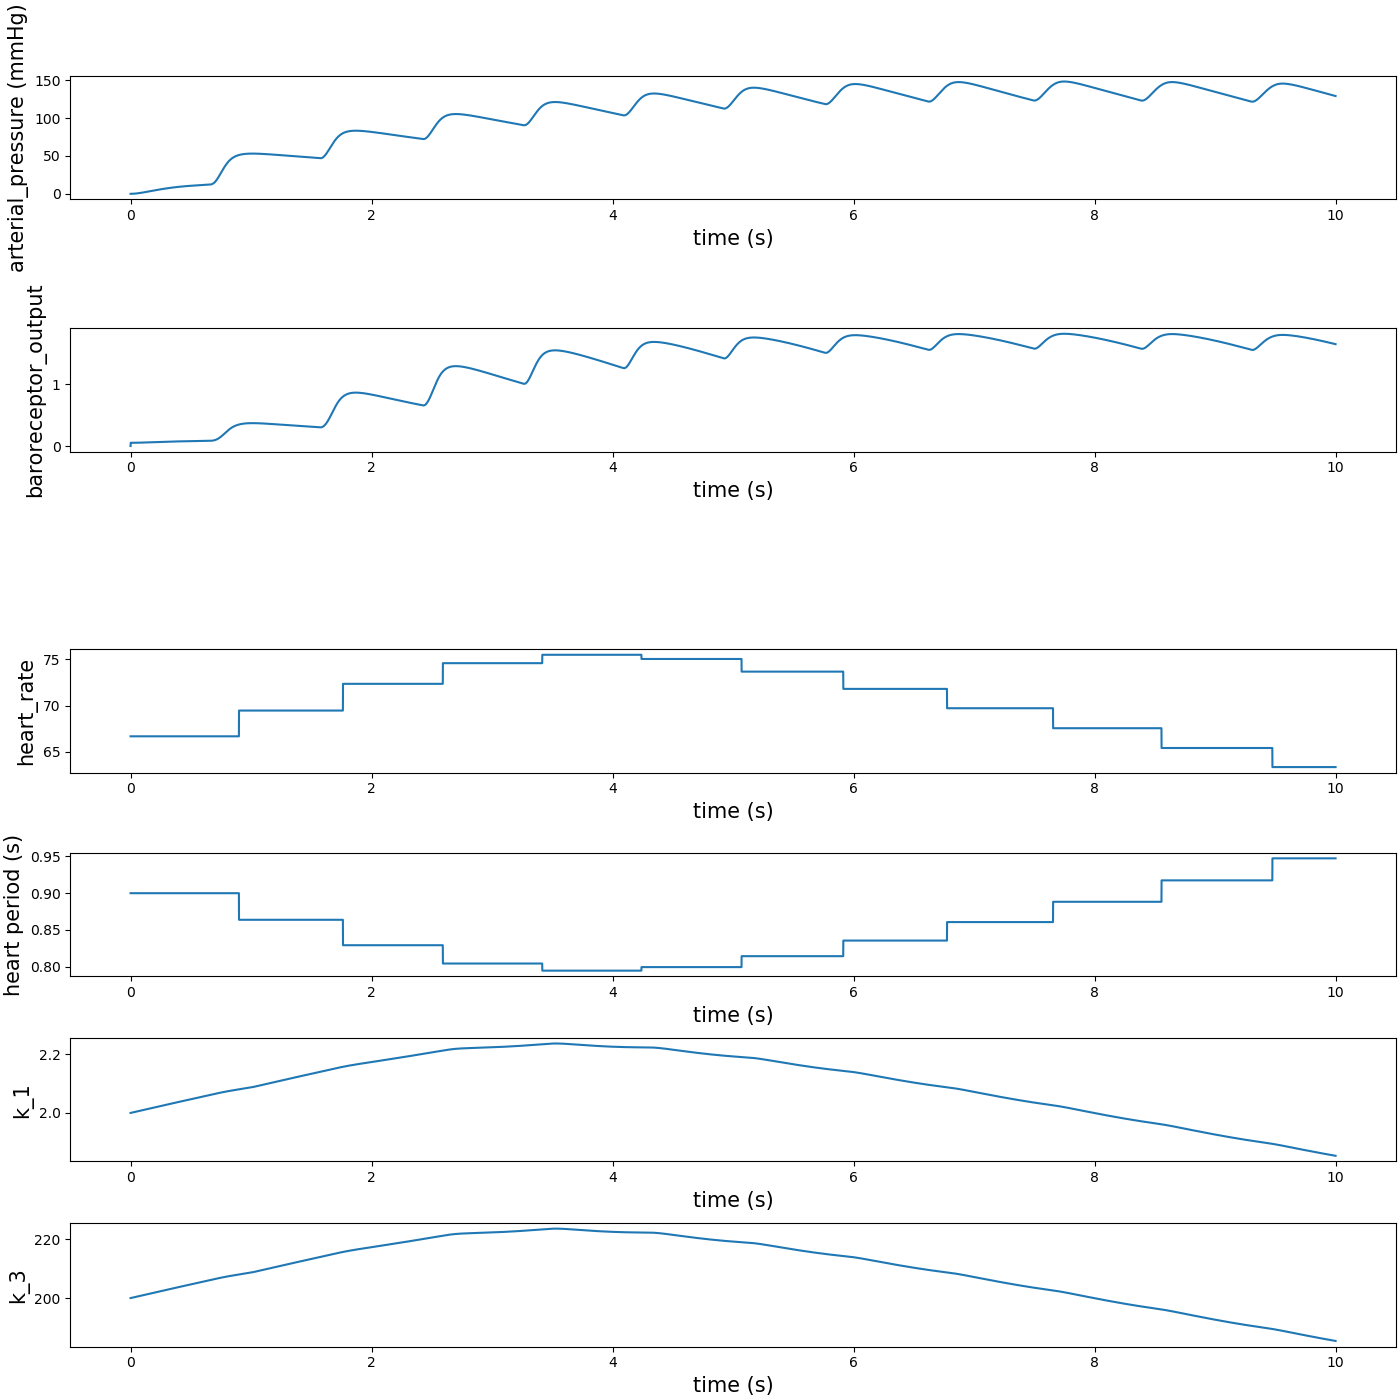 arterial_pressure (mmHg)
150
100
50
0
0 2 4 6 8 10
time (s)
baroreceptor_output
1
0
0 2 4 6 8 10
time (s)
heart_rate
75
70
65
0 2 4 6 8 10
time (s)
heart period (s)
0.95
0.90
0.85
0.80
0 2 4 6 8 10
time (s)
k_1
2.2
2.0
0 2 4 6 8 10
time (s)
k_3
220
200
0 2 4 6 8 10
time (s)